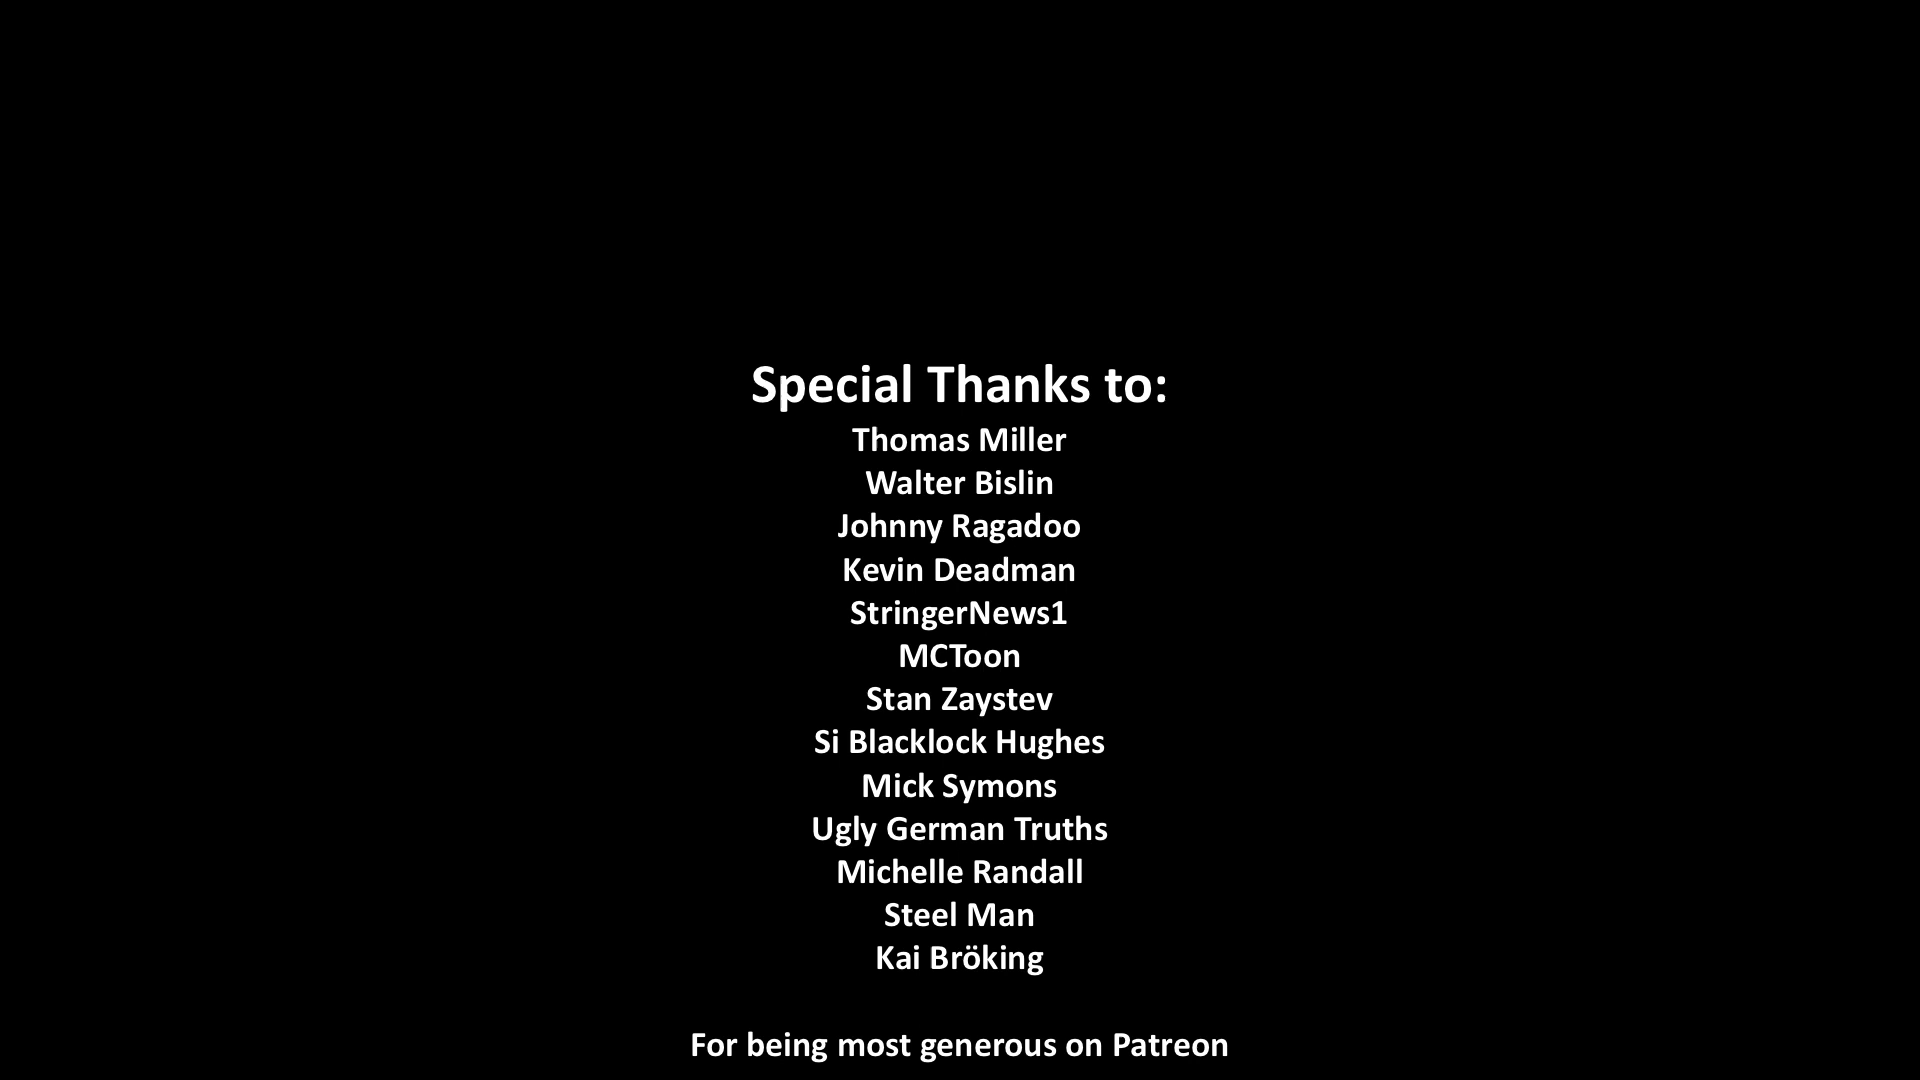 Special Thanks to:
Thomas Miller
Walter Bislin
Johnny Ragadoo
Kevin Deadman
StringerNews1
MCToon
Stan Zaystev
Si Blacklock Hughes
Mick Symons
Ugly German Truths
Michelle Randall
Steel Man
Kai Bröking
For being most generous on Patreon